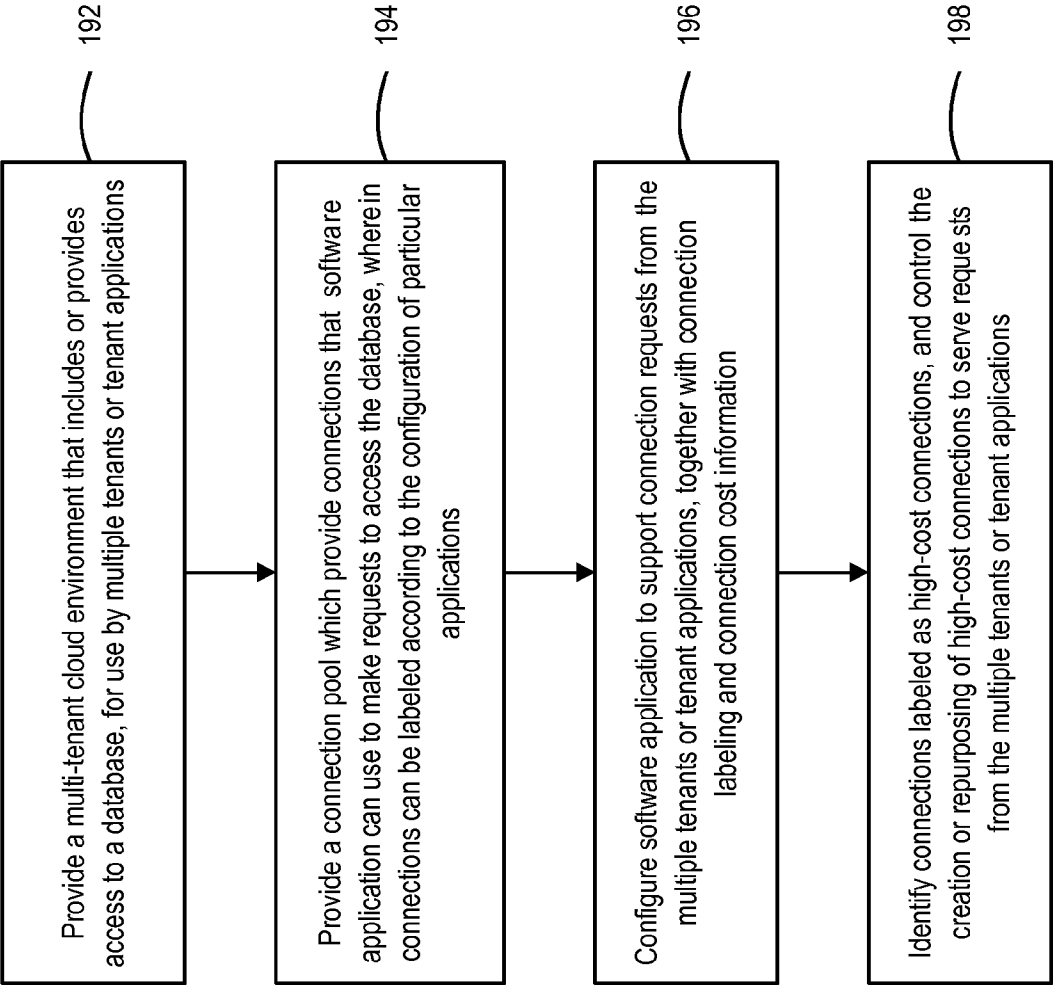 Provide a multi-tenant cloud environment that includes or provides
access to a database, for use by multiple tenants or tenant applications
192
Provide a connection pool which provide connections that software
application can use to make requests to access the database, where in
connections can be labeled according to the configuration of particular
applications
194
Configure software application to support connection requests from the
multiple tenants or tenant applications, together with connection
labeling and connection cost information
196
Identify connections labeled as high-cost connections, and control the
creation or repurposing of high-cost connections to serve requests
from the multiple tenants or tenant applications
198